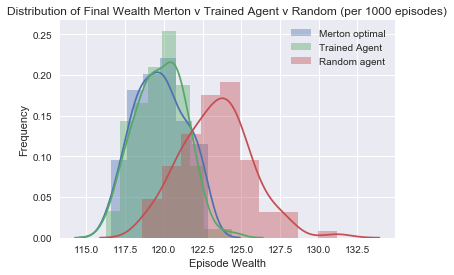 Distribution of Final Wealth Merton v Trained Agent v Random (per 1000 episodes)
Merton optimal
Trained Agent
Random agent
Frequency
0.25
0.20
0.15
0.10
0.05
0.00
115.0 117.5 120.0 122.5 125.0 127.5 130.0 132.5
Episode Wealth